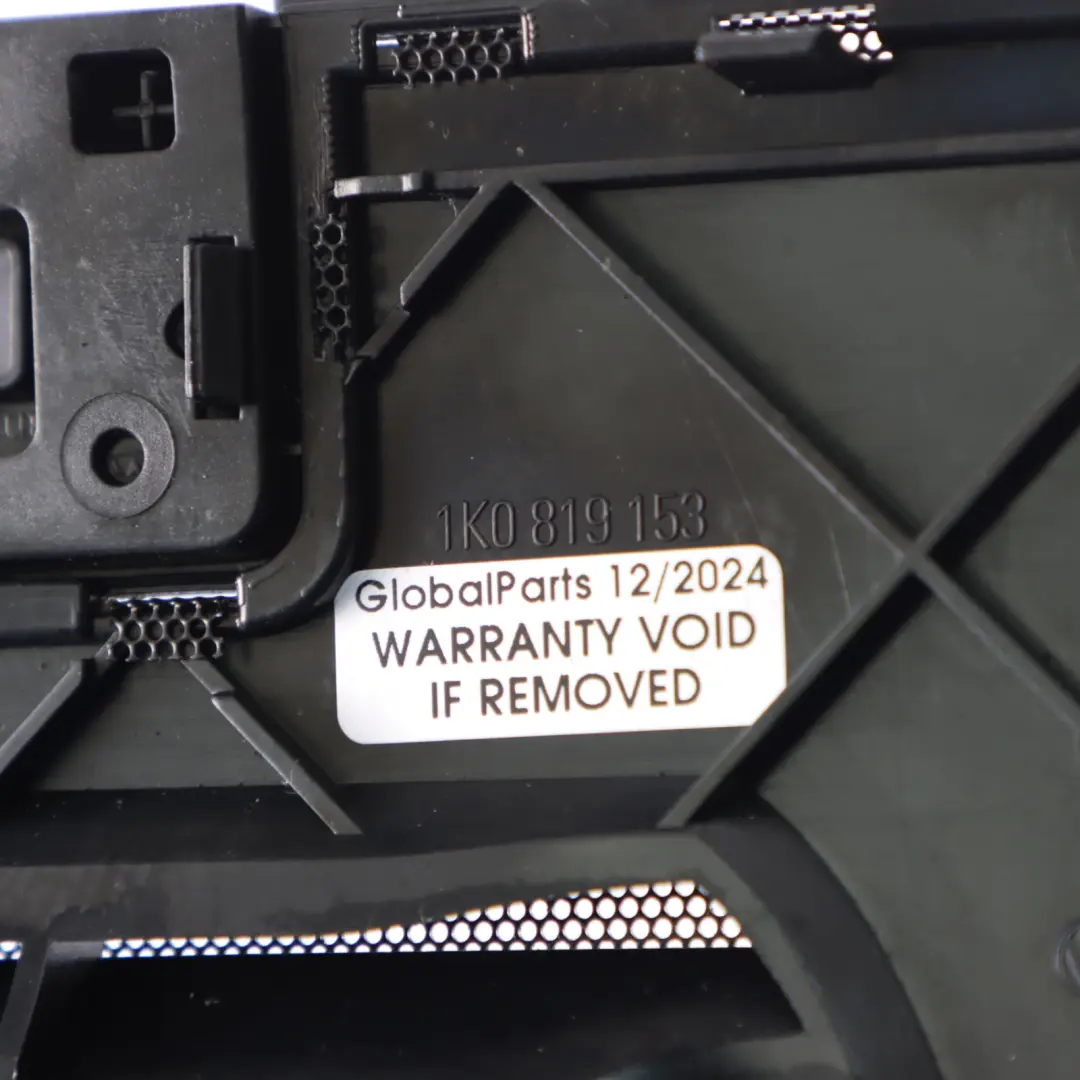 1K0 819 153
GlobalParts 12/2024
WARRANTY VOID
IF REMOVED